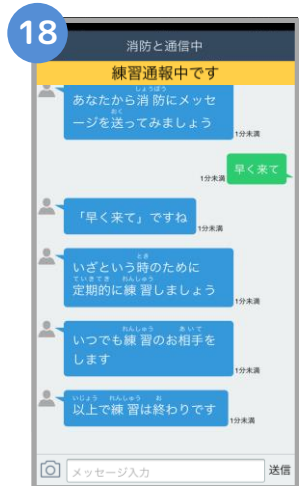 18
消防と通信中
練習通報中です
あなたから消防にメッセ
ージを送ってみましょう
1分未満
早く来て
1分未満
「早く来て」ですね
1分未満
いざという時のために
定期的に練習しましょう
1分未満
いつでも練習のお相手を
します
1分未満
以上で練習は終わりです
1分未満
メッセージ入力
送信